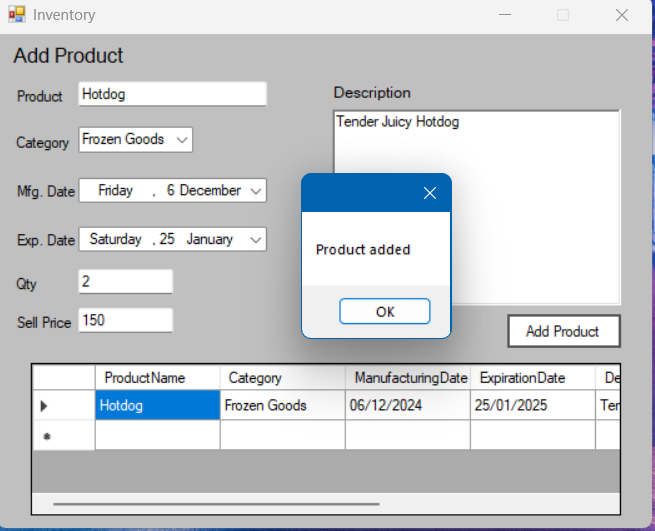 Inventory
Add Product
Product Hotdog
Description
Tender Juicy Hotdog
Category Frozen Goods
Mfg. Date Friday , 6 December
Exp. Date Saturday , 25 January
Qty 2
Sell Price 150
Product added
OK
Add Product
ProductName Category ManufacturingDate ExpirationDate De
Hotdog Frozen Goods 06/12/2024 25/01/2025 Ter